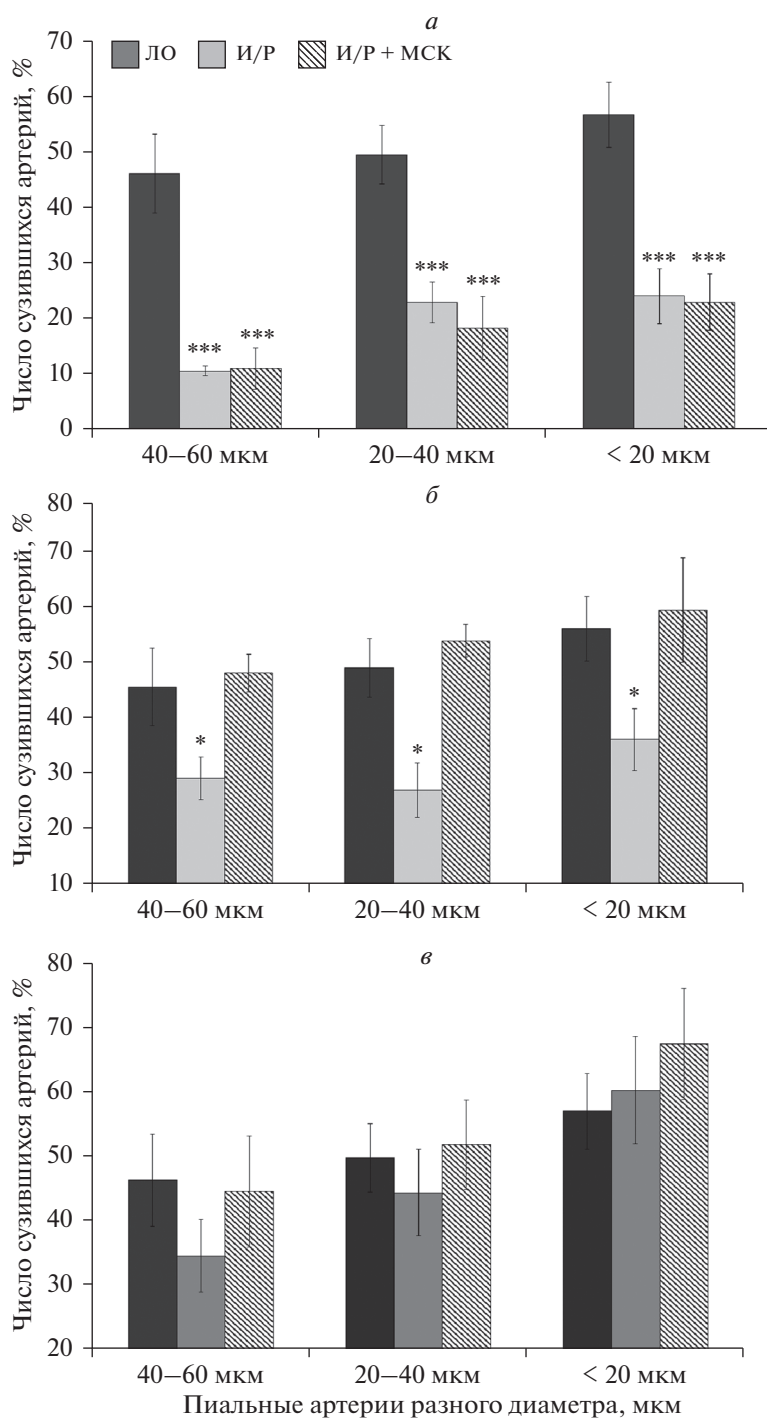 а
Число сузившихся артерий, %
70
60
50
40
30
20
10
0
ЛО И/Р И/Р + МСК
*** *** *** *** *** ***
40–60 мкм 20–40 мкм < 20 мкм
б
Число сузившихся артерий, %
80
70
60
50
40
30
20
10
* * *
40–60 мкм 20–40 мкм < 20 мкм
в
Число сузившихся артерий, %
80
70
60
50
40
30
20
40–60 мкм 20–40 мкм < 20 мкм
Пиальные артерии разного диаметра, мкм